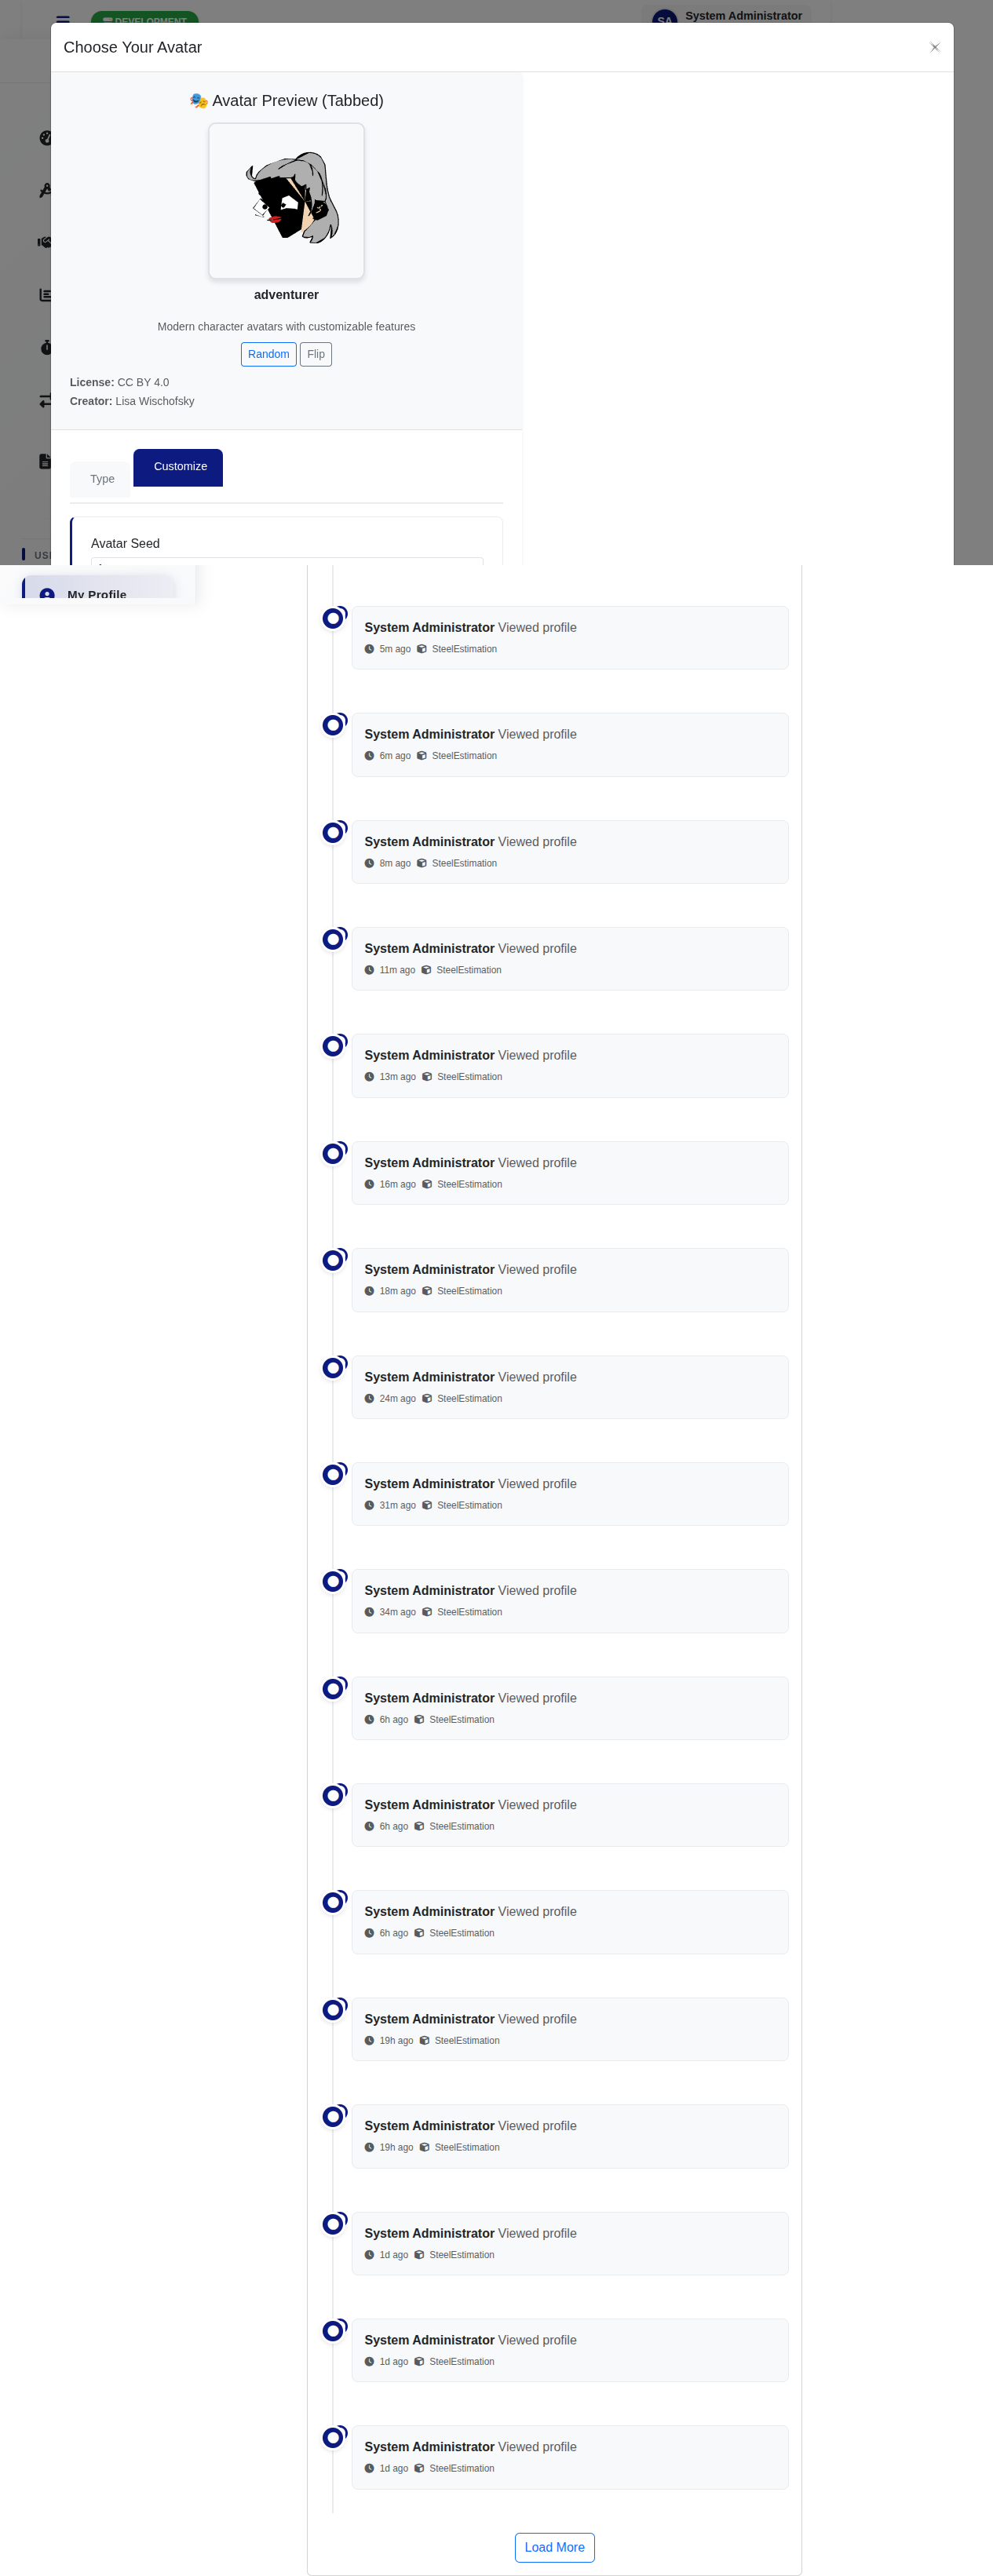 DEVELOPMENT
SA
System Administrator
Choose Your Avatar
🎭 Avatar Preview (Tabbed)
adventurer
Modern character avatars with customizable features
Random Flip
License: CC BY 4.0
Creator: Lisa Wischofsky
Type Customize
Avatar Seed
My Profile
System Administrator Viewed profile
5m ago SteelEstimation
System Administrator Viewed profile
6m ago SteelEstimation
System Administrator Viewed profile
8m ago SteelEstimation
System Administrator Viewed profile
11m ago SteelEstimation
System Administrator Viewed profile
13m ago SteelEstimation
System Administrator Viewed profile
16m ago SteelEstimation
System Administrator Viewed profile
18m ago SteelEstimation
System Administrator Viewed profile
24m ago SteelEstimation
System Administrator Viewed profile
31m ago SteelEstimation
System Administrator Viewed profile
34m ago SteelEstimation
System Administrator Viewed profile
6h ago SteelEstimation
System Administrator Viewed profile
6h ago SteelEstimation
System Administrator Viewed profile
6h ago SteelEstimation
System Administrator Viewed profile
19h ago SteelEstimation
System Administrator Viewed profile
19h ago SteelEstimation
System Administrator Viewed profile
1d ago SteelEstimation
System Administrator Viewed profile
1d ago SteelEstimation
System Administrator Viewed profile
1d ago SteelEstimation
Load More